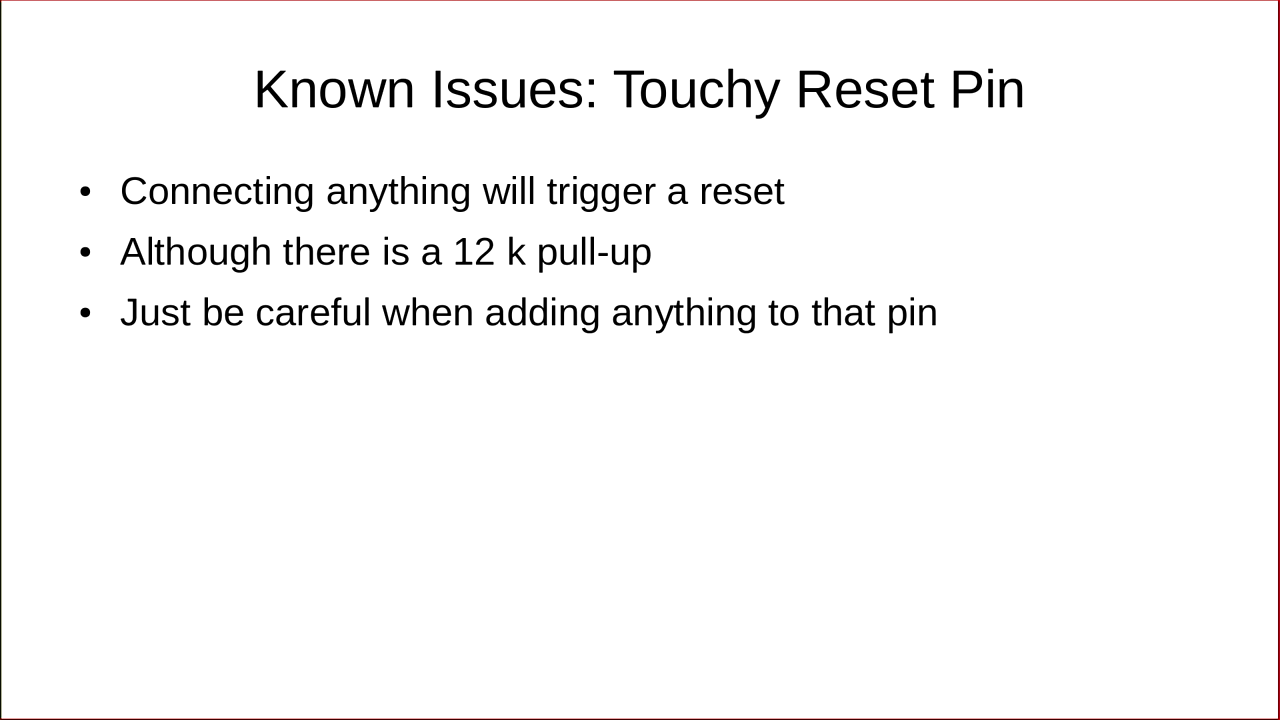 Known Issues: Touchy Reset Pin
• Connecting anything will trigger a reset
• Although there is a 12 k pull-up
• Just be careful when adding anything to that pin